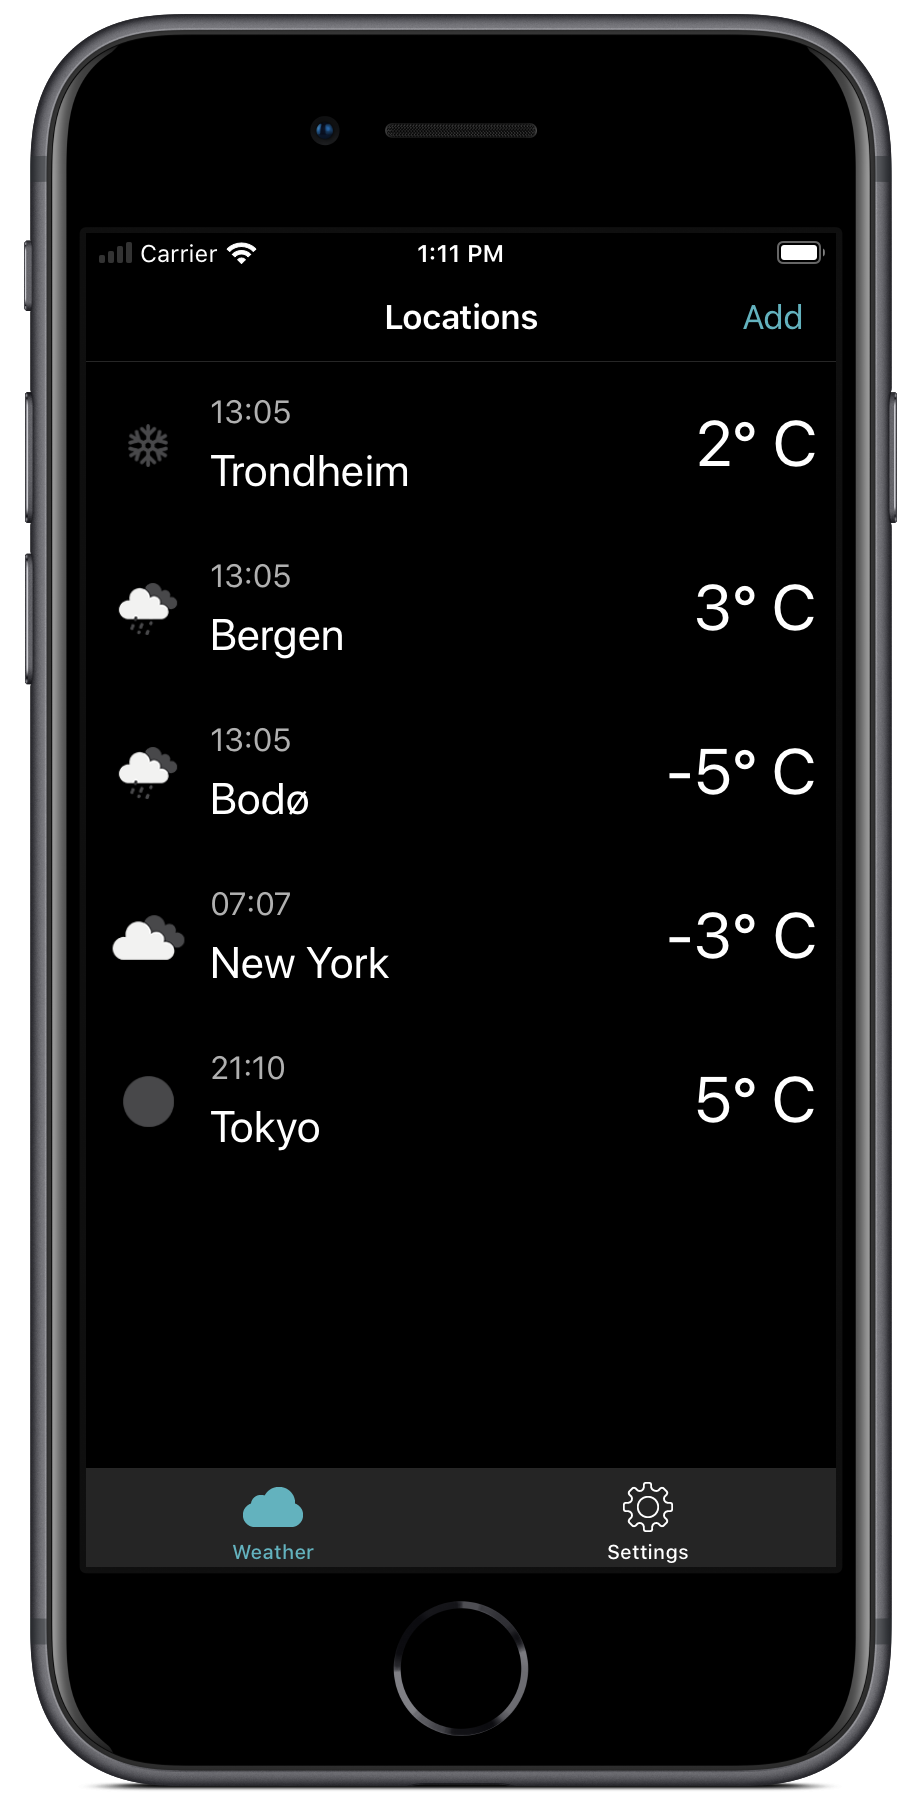 Carrier 1:11 PM
Locations Add
13:05
Trondheim
2° C
13:05
Bergen
3° C
13:05
Bodø
-5° C
07:07
New York
-3° C
21:10
Tokyo
5° C
Weather Settings